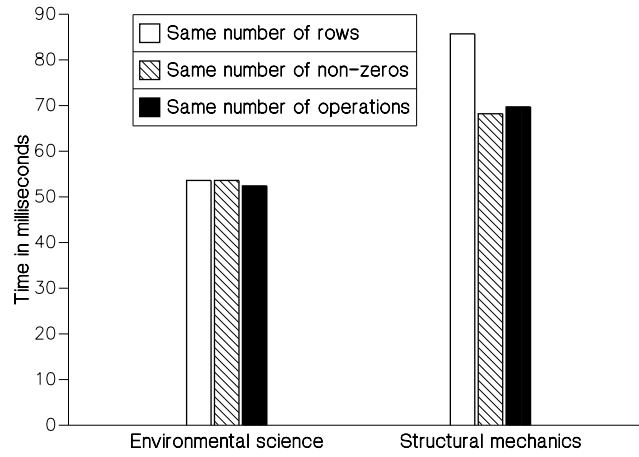 90
80
70
60
50
40
30
20
10
0
Time in milliseconds
Same number of rows
Same number of non-zeros
Same number of operations
Environmental science
Structural mechanics